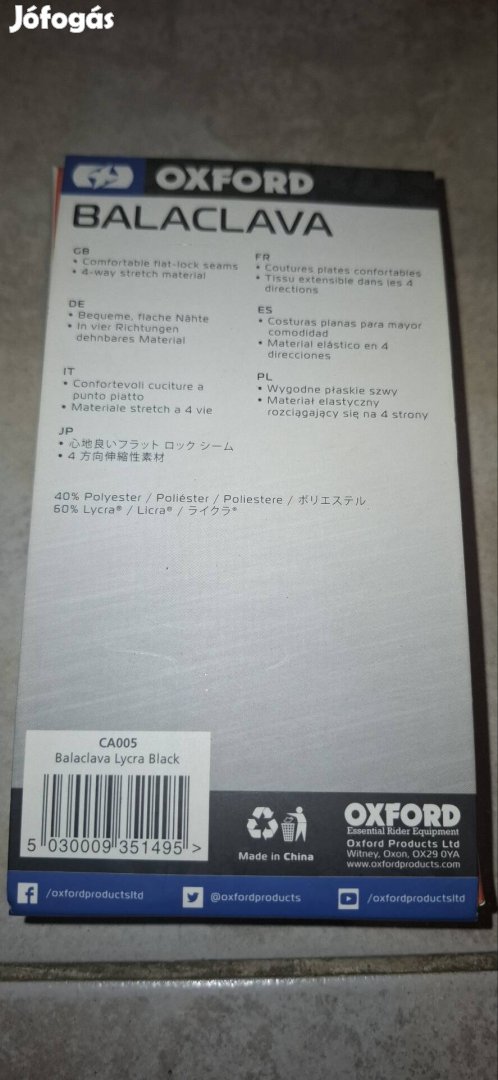 Jófogás
OXFORD
BALACLAVA
GB
• Comfortable flat-lock seams
• 4-way stretch material
FR
• Coutures plates confortables
• Tissu extensible dans les 4
directions
DE
• Bequeme, flache Nähte
• In vier Richtungen
dehnbares Material
ES
• Costuras planas para mayor
comodidad
• Material elástico en 4
direcciones
IT
• Confortevoli cuciture a
punto piatto
• Materiale stretch a 4 vie
PL
• Wygodne płaskie szwy
• Materiał elastyczny
rozciągający się na 4 strony
JP
• 心地良いフラット ロック シーム
• 4 方向伸縮性素材
40% Polyester / Poliéster / Poliestere / ポリエステル
60% Lycra® / Licra® / ライクラ®
CA005
Balaclava Lycra Black
5 030009 351495 >
Made in China
OXFORD
Essential Rider Equipment
Oxford Products Ltd
Witney, Oxon, OX29 0YA
www.oxfordproducts.com
/oxfordproductsltd
@oxfordproducts
/oxfordproductsltd